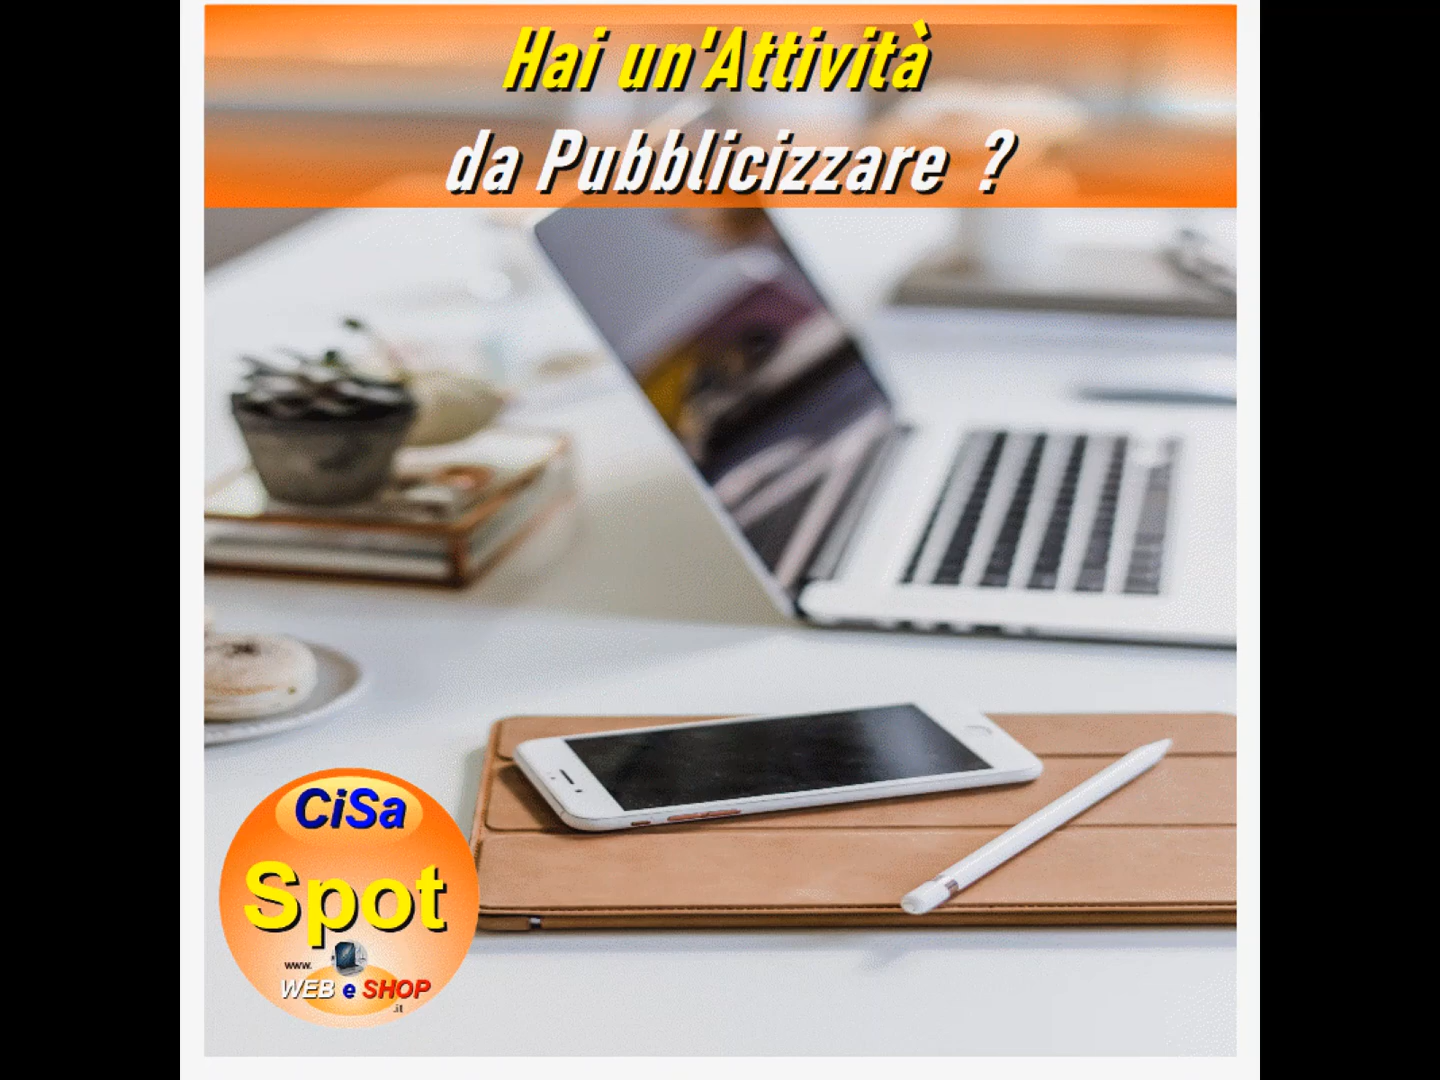 Hai un'Attività
da Pubblicizzare ?
CiSa
Spot
www.
WEB e SHOP
.it